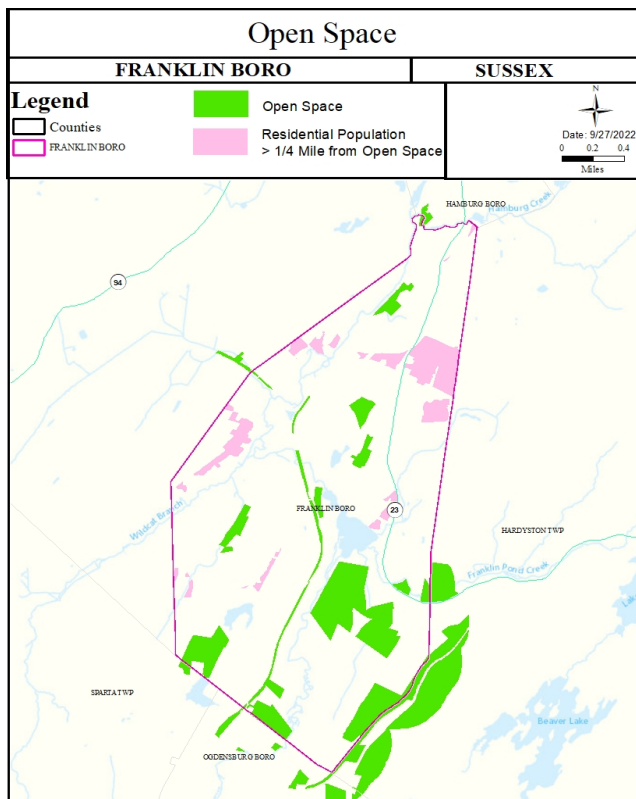 Open Space
FRANKLIN BORO
SUSSEX
Legend
Counties
FRANKLIN BORO
Open Space
Residential Population
> 1/4 Mile from Open Space
N
Date: 9/27/2022
0 0.2 0.4
Miles
HAMBURG BORO
Hamburg Creek
94
FRANKLIN BORO
23
Wildcat Branch
HARDYSTON TWP
Franklin Pond Creek
SPARTA TWP
Beaver Lake
OGDENSBURG BORO